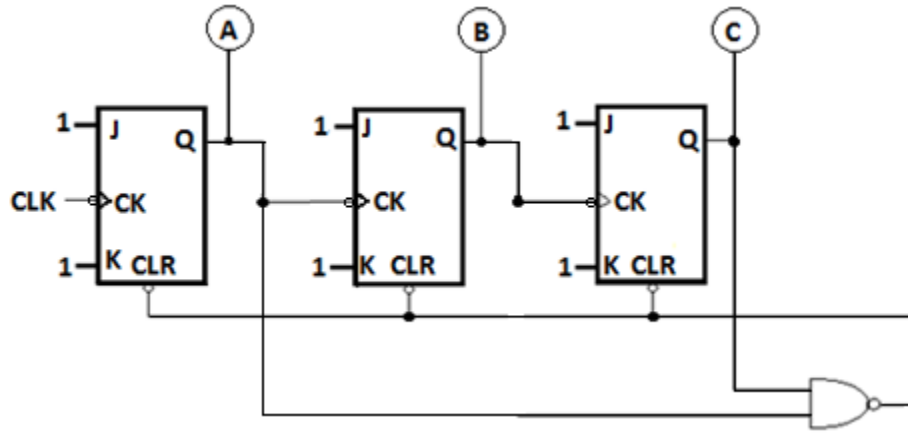 A B C
1 J Q 1 J Q 1 J Q
CLK CK CK CK
1 K CLR 1 K CLR 1 K CLR